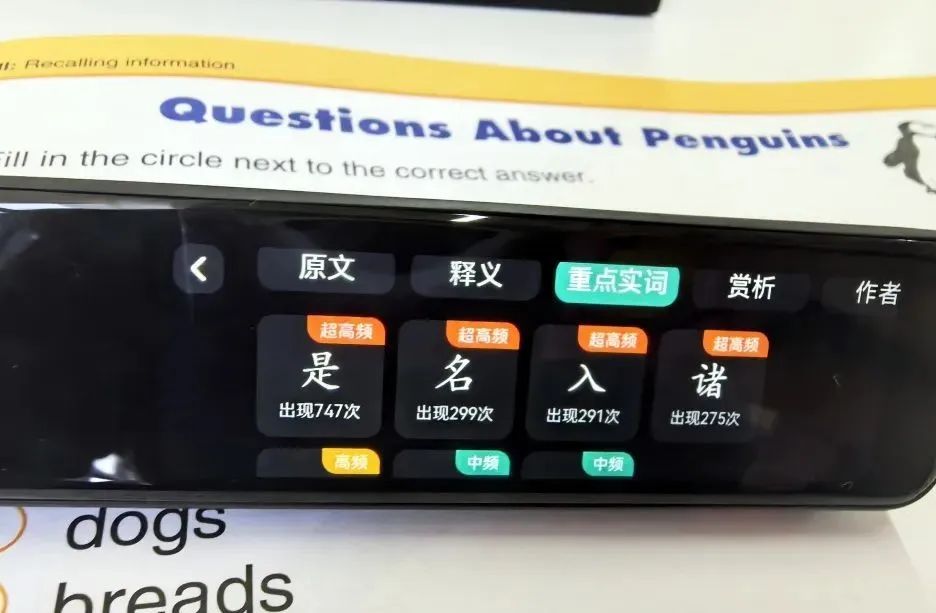 Recalling information
Questions About Penguins
ill in the circle next to the correct answer.
原文 释义 重点实词 赏析 作者
超高频 超高频 超高频 超高频
是 名 入 诸
出现747次 出现299次 出现291次 出现275次
高频 中频 中频
dogs
breads